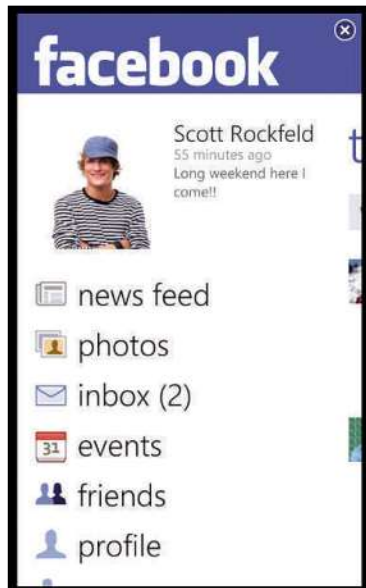 facebook
Scott Rockfeld
55 minutes ago
Long weekend here I
come!!
news feed
photos
inbox (2)
31
events
friends
profile